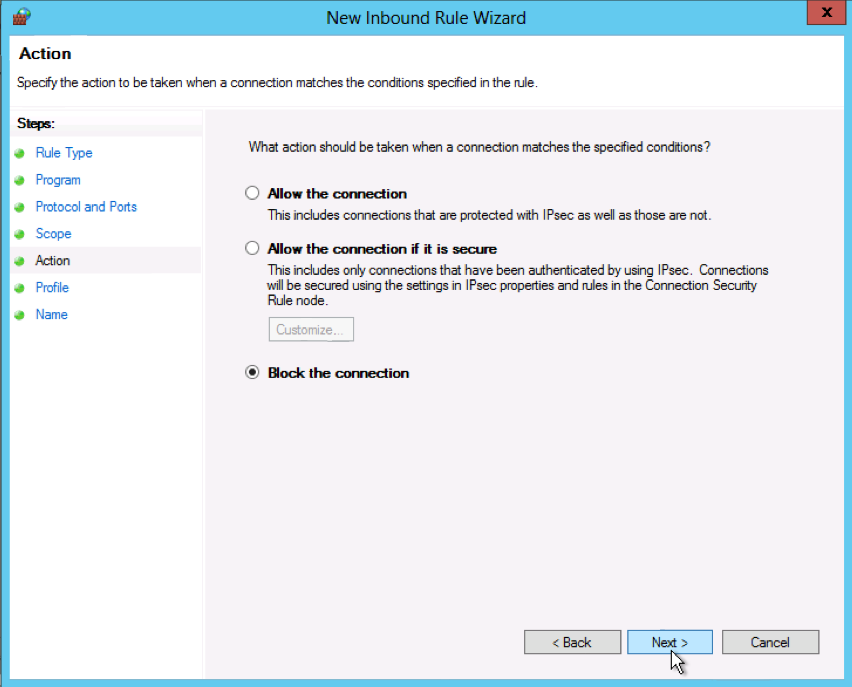 New Inbound Rule Wizard
x
Action
Specify the action to be taken when a connection matches the conditions specified in the rule.
Steps:
Rule Type
Program
Protocol and Ports
Scope
Action
Profile
Name
What action should be taken when a connection matches the specified conditions?
Allow the connection
This includes connections that are protected with IPsec as well as those are not.
Allow the connection if it is secure
This includes only connections that have been authenticated by using IPsec. Connections
will be secured using the settings in IPsec properties and rules in the Connection Security
Rule node.
Customize...
Block the connection
< Back
Next >
Cancel